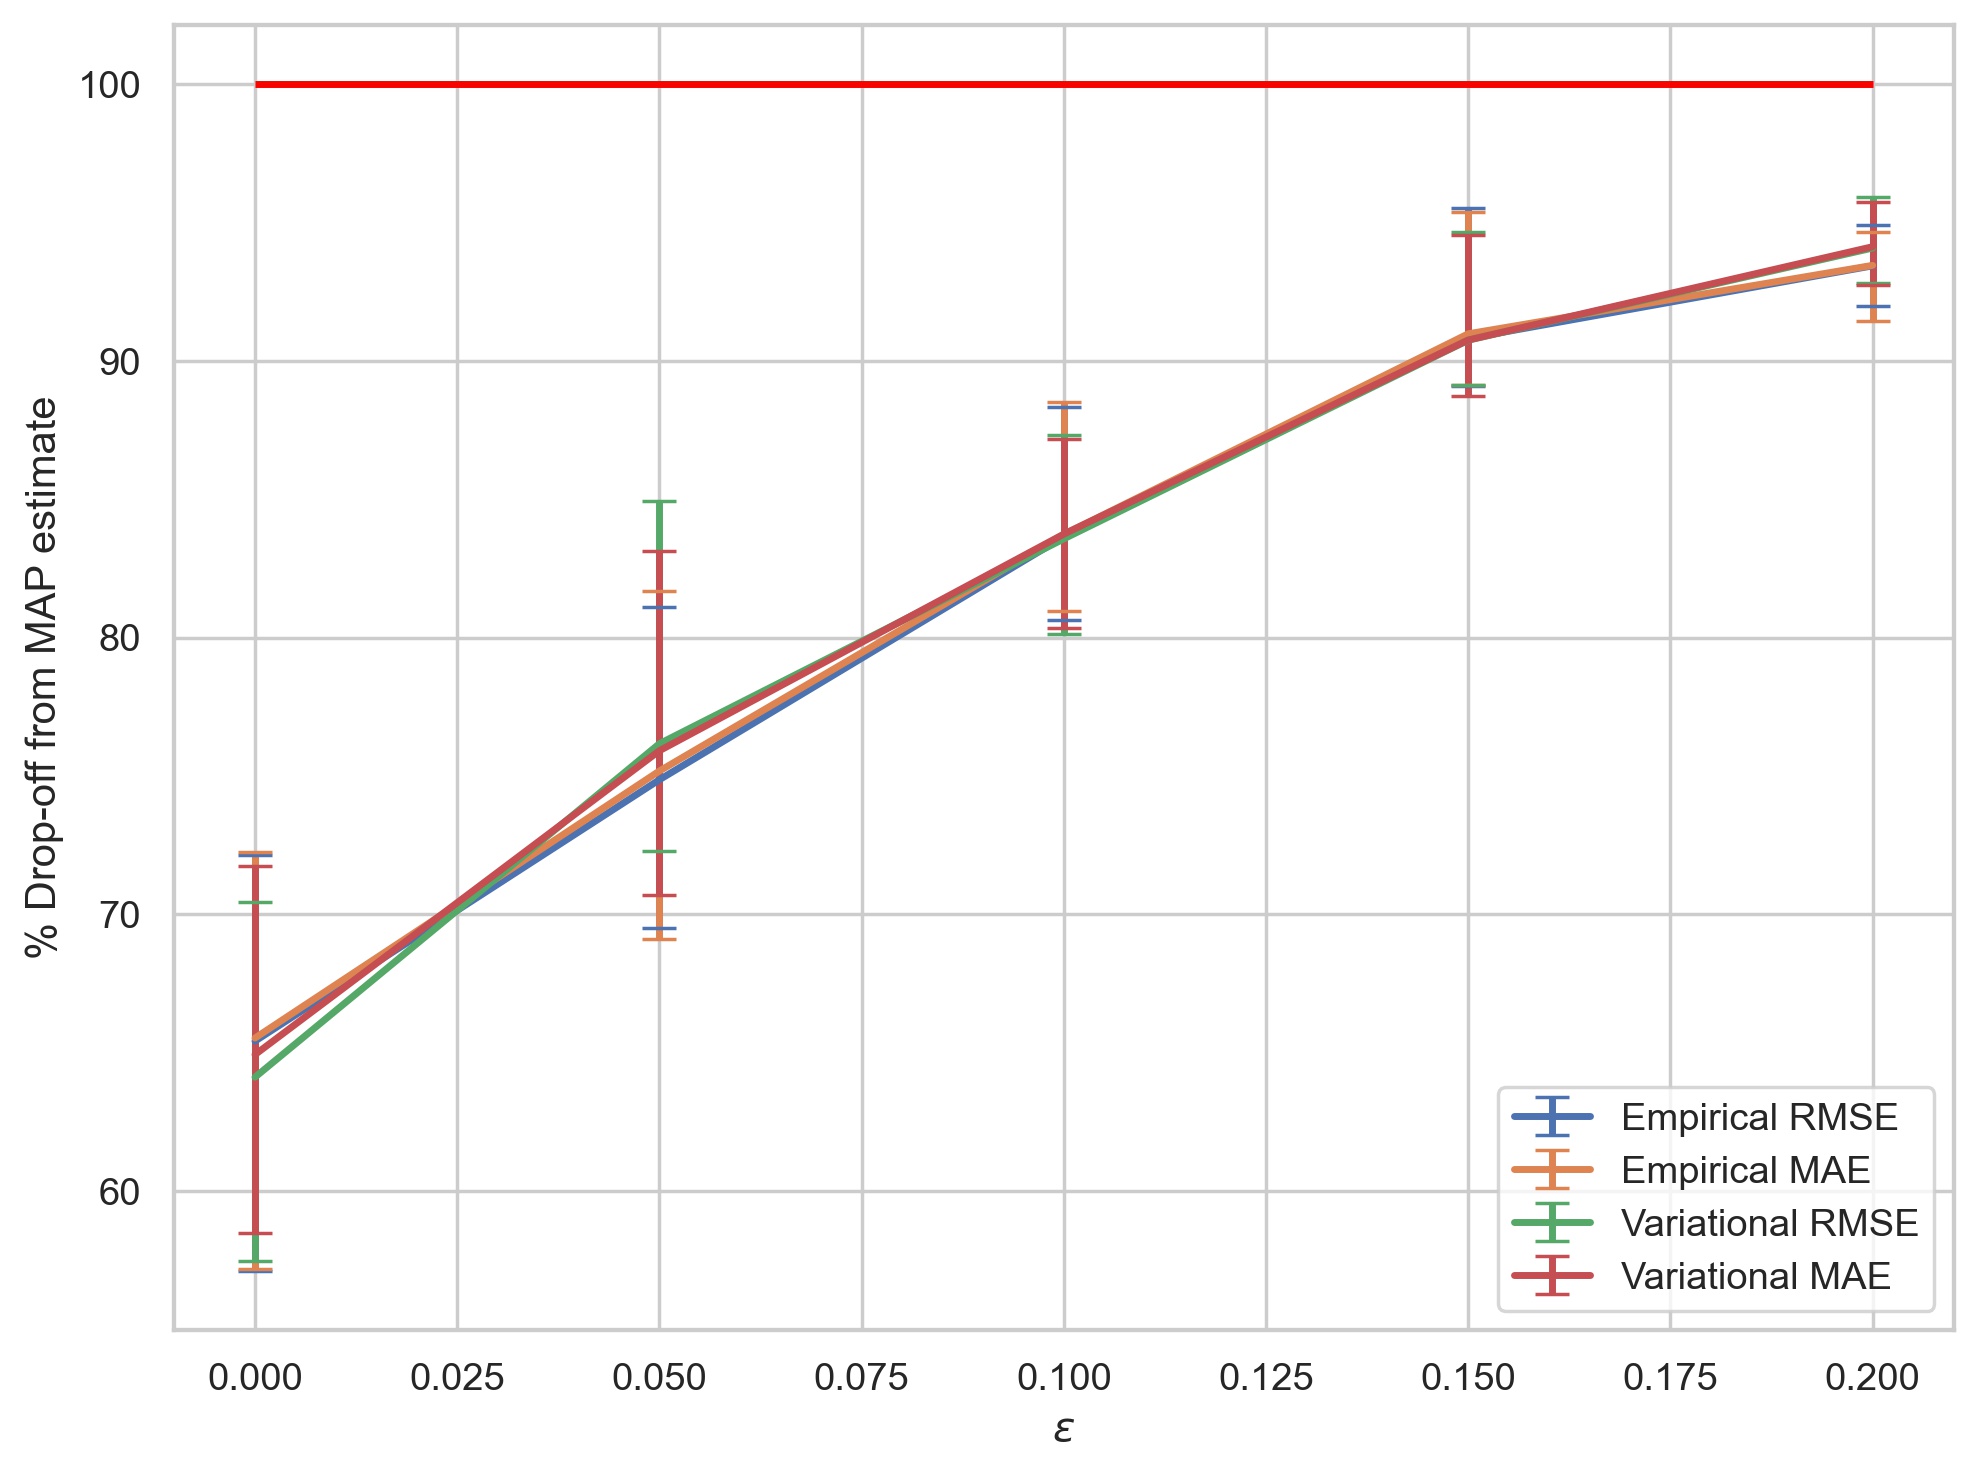 100
90
80
70
60
% Drop-off from MAP estimate
0.000 0.025 0.050 0.075 0.100 0.125 0.150 0.175 0.200
ε
Empirical RMSE
Empirical MAE
Variational RMSE
Variational MAE